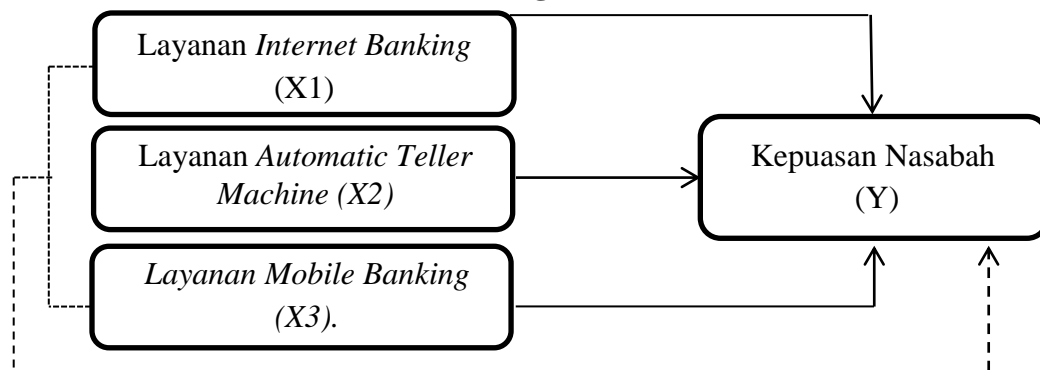 Layanan Internet Banking
(X1)
Layanan Automatic Teller
Machine (X2)
Layanan Mobile Banking
(X3).
Kepuasan Nasabah
(Y)